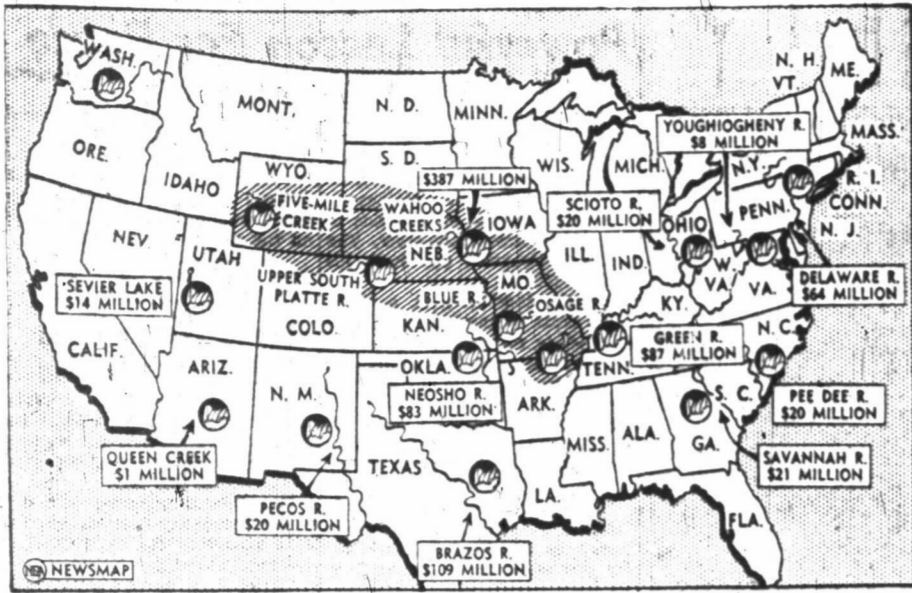 WASH.
MONT.
N. D.
MINN.
N. H.
VT.
ME.
ORE.
IDAHO
WYO.
S. D.
WIS.
MICH.
YOUGHIOGHENY R.
$8 MILLION
N.Y.
MASS.
R. I.
CONN.
N. J.
$387 MILLION
FIVE-MILE
CREEK
WAHOO
CREEKS
IOWA
SCIOTO R.
$20 MILLION
OHIO
PENN.
NEV.
UTAH
NEB.
ILL.
IND.
W.
VA.
VA.
DELAWARE R.
$64 MILLION
SEVIER LAKE
$14 MILLION
UPPER SOUTH
PLATTE R.
BLUE R.
MO.
OSAGE R.
KY.
COLO.
KAN.
GREEN R.
$87 MILLION
N. C.
CALIF.
ARIZ.
N. M.
OKLA.
TENN.
NEOSHO R.
$83 MILLION
ARK.
S. C.
PEE DEE R.
$20 MILLION
QUEEN CREEK
$1 MILLION
TEXAS
MISS.
ALA.
GA.
SAVANNAH R.
$21 MILLION
PECOS R.
$20 MILLION
LA.
FLA.
BRAZOS R.
$109 MILLION
NEA NEWSMAP